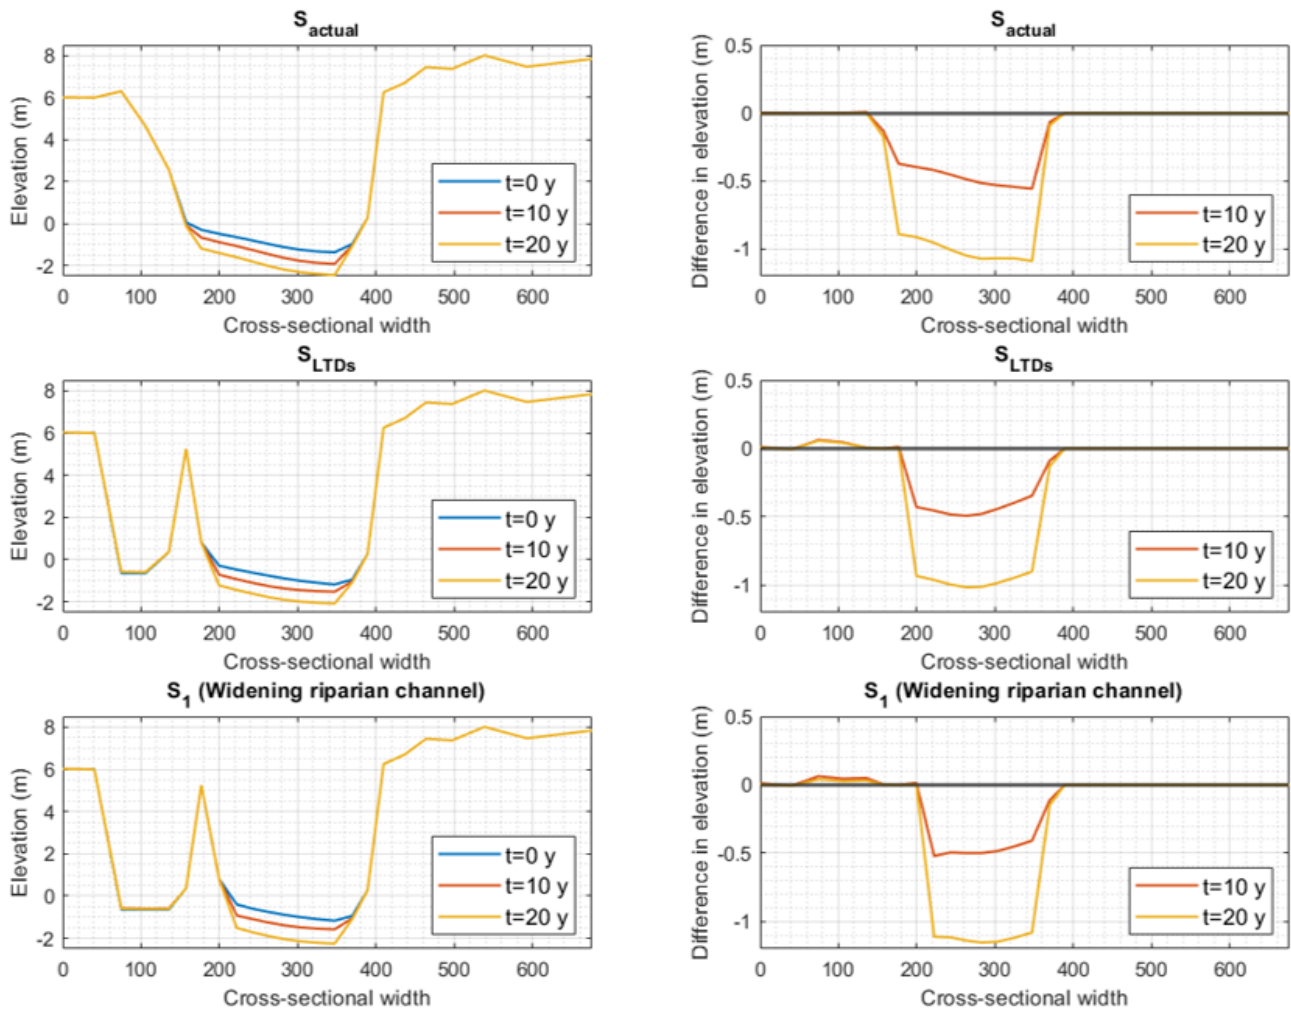 S_actual
8
6
4
2
0
-2
Elevation (m)
t=0 y
t=10 y
t=20 y
0 100 200 300 400 500 600
Cross-sectional width
S_actual
0.5
0
-0.5
-1
Difference in elevation (m)
t=10 y
t=20 y
0 100 200 300 400 500 600
Cross-sectional width
S_LTDs
8
6
4
2
0
-2
Elevation (m)
t=0 y
t=10 y
t=20 y
0 100 200 300 400 500 600
Cross-sectional width
S_LTDs
0.5
0
-0.5
-1
Difference in elevation (m)
t=10 y
t=20 y
0 100 200 300 400 500 600
Cross-sectional width
S_1 (Widening riparian channel)
8
6
4
2
0
-2
Elevation (m)
t=0 y
t=10 y
t=20 y
0 100 200 300 400 500 600
Cross-sectional width
S_1 (Widening riparian channel)
0.5
0
-0.5
-1
Difference in elevation (m)
t=10 y
t=20 y
0 100 200 300 400 500 600
Cross-sectional width